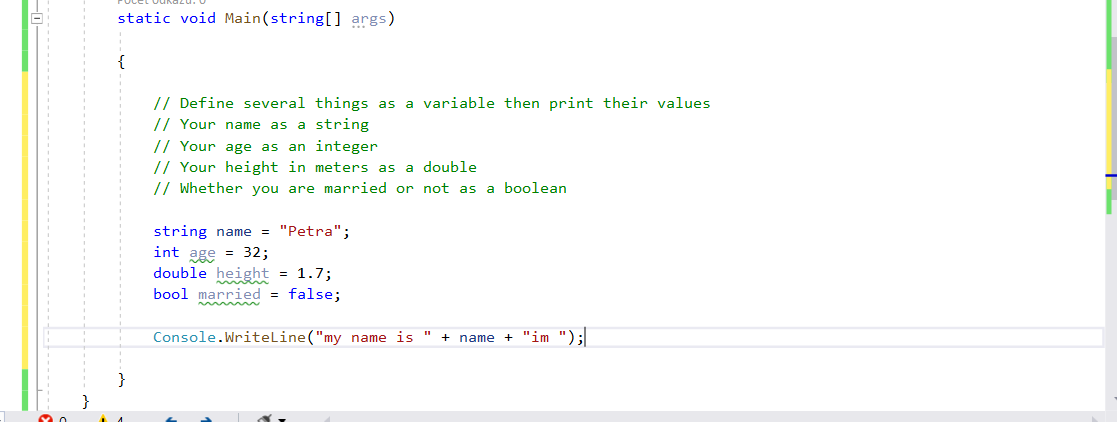 Počet odkazů: 0
static void Main(string[] args)
{
// Define several things as a variable then print their values
// Your name as a string
// Your age as an integer
// Your height in meters as a double
// Whether you are married or not as a boolean
string name = "Petra";
int age = 32;
double height = 1.7;
bool married = false;
Console.WriteLine("my name is " + name + "im ");
}
}
0 4